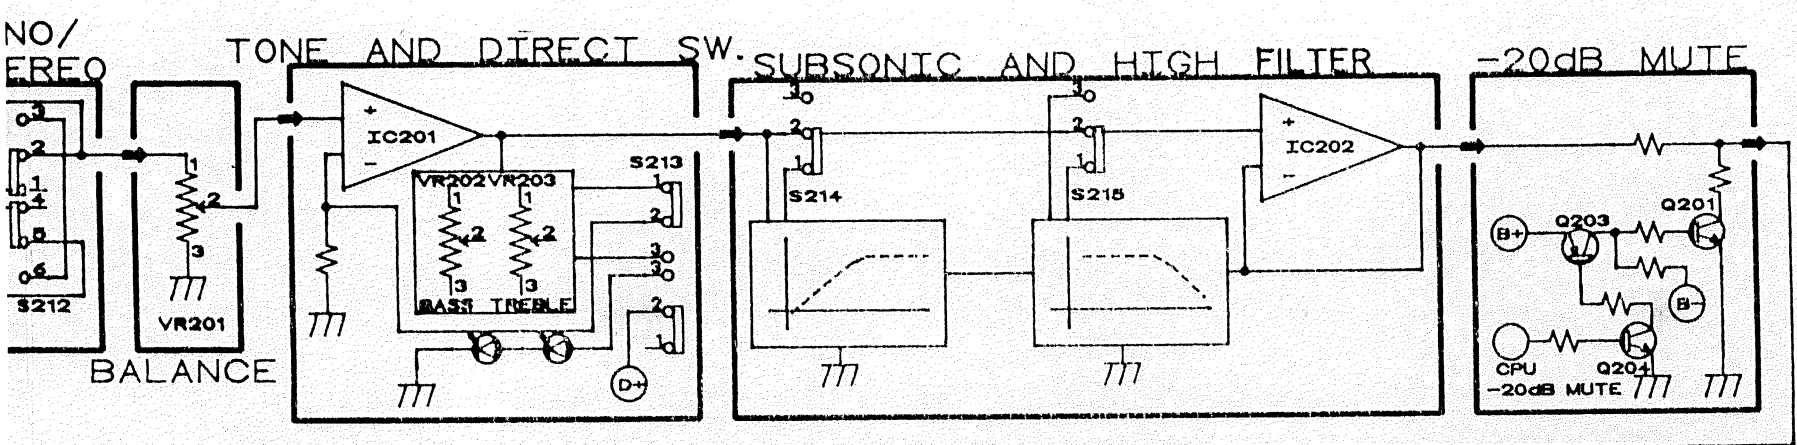 NO/
EREO
TONE AND DIRECT SW.
SUBSONIC AND HIGH FILTER
-20dB MUTE
3
2
1
4
5
6
S212
1
2
3
VR201
BALANCE
+
IC201
-
VR202 VR203
1 1
2 2
3 3
BASS TREBLE
S213
1
2
3
3
2
1
D+
3
2
1
S214
3
2
1
S215
+
IC202
-
Q201
Q203
B+
B-
CPU
-20dB MUTE
Q204